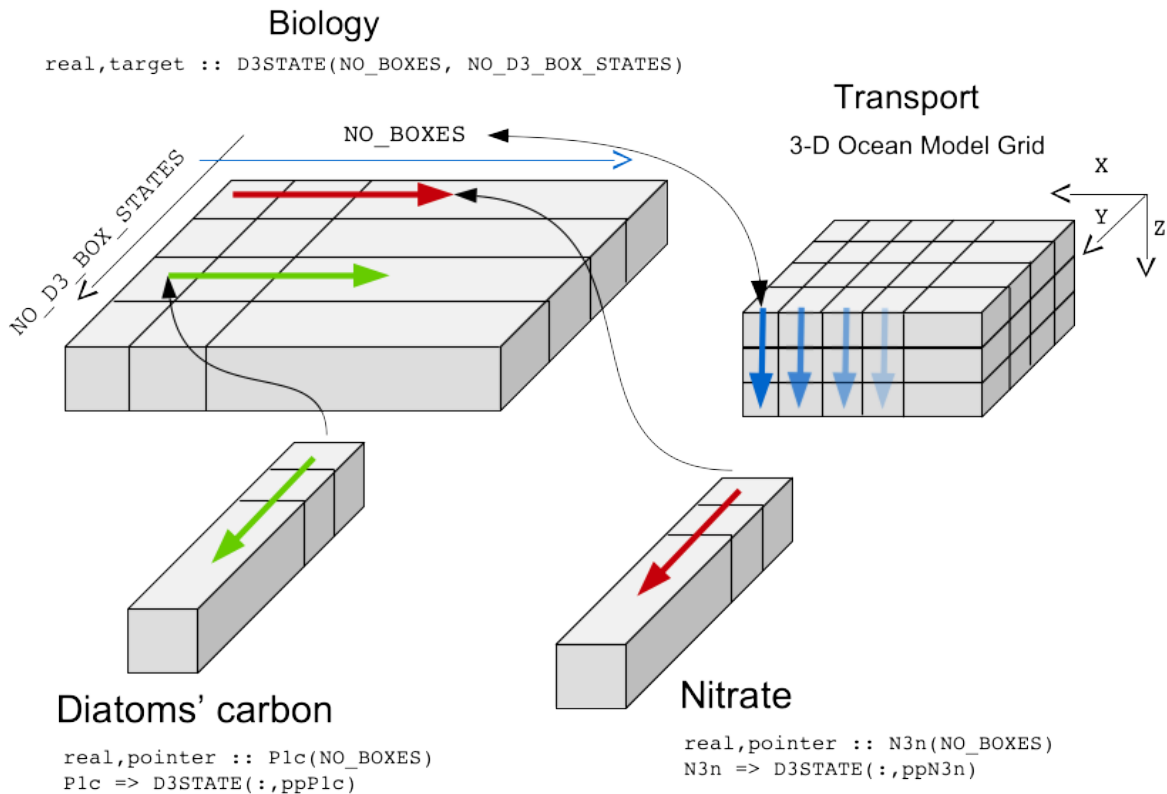 Biology
real,target :: D3STATE(NO_BOXES, NO_D3_BOX_STATES)
Transport
3-D Ocean Model Grid
NO_BOXES
NO_D3_BOX_STATES
X
Y
Z
Diatoms’ carbon
real,pointer :: P1c(NO_BOXES)
P1c => D3STATE(:,ppP1c)
Nitrate
real,pointer :: N3n(NO_BOXES)
N3n => D3STATE(:,ppN3n)